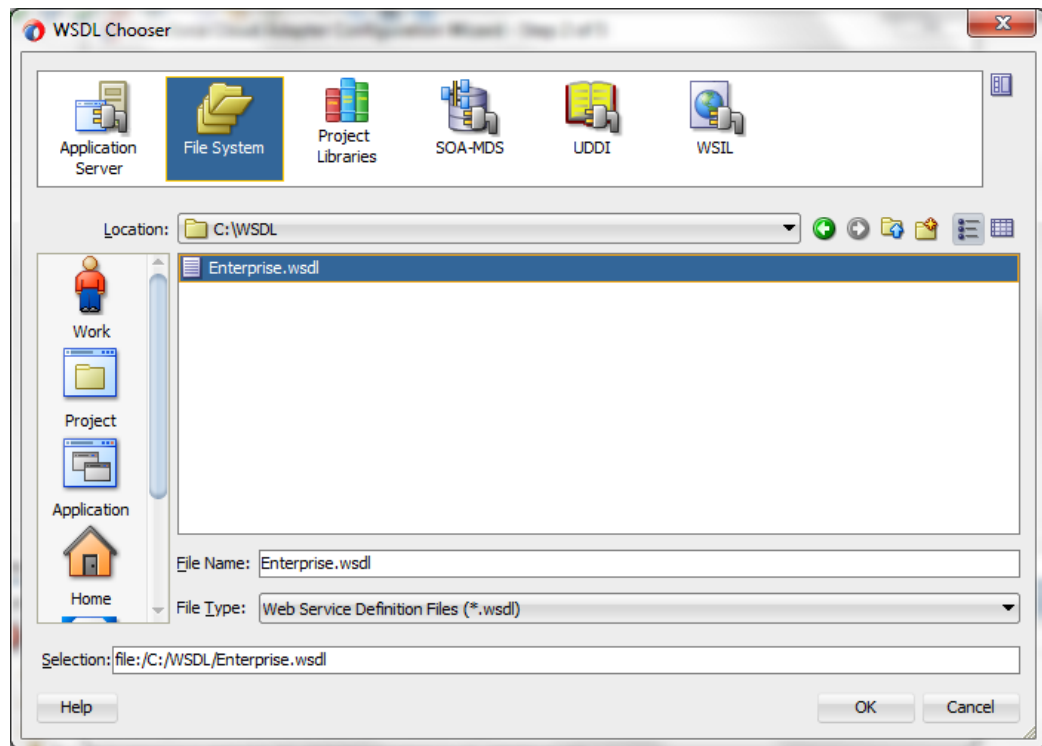 WSDL Chooser
Application Server
File System
Project Libraries
SOA-MDS
UDDI
WSIL
Location: C:\WSDL
Enterprise.wsdl
Work
Project
Application
Home
File Name: Enterprise.wsdl
File Type: Web Service Definition Files (*.wsdl)
Selection: file:/C:/WSDL/Enterprise.wsdl
Help
OK
Cancel